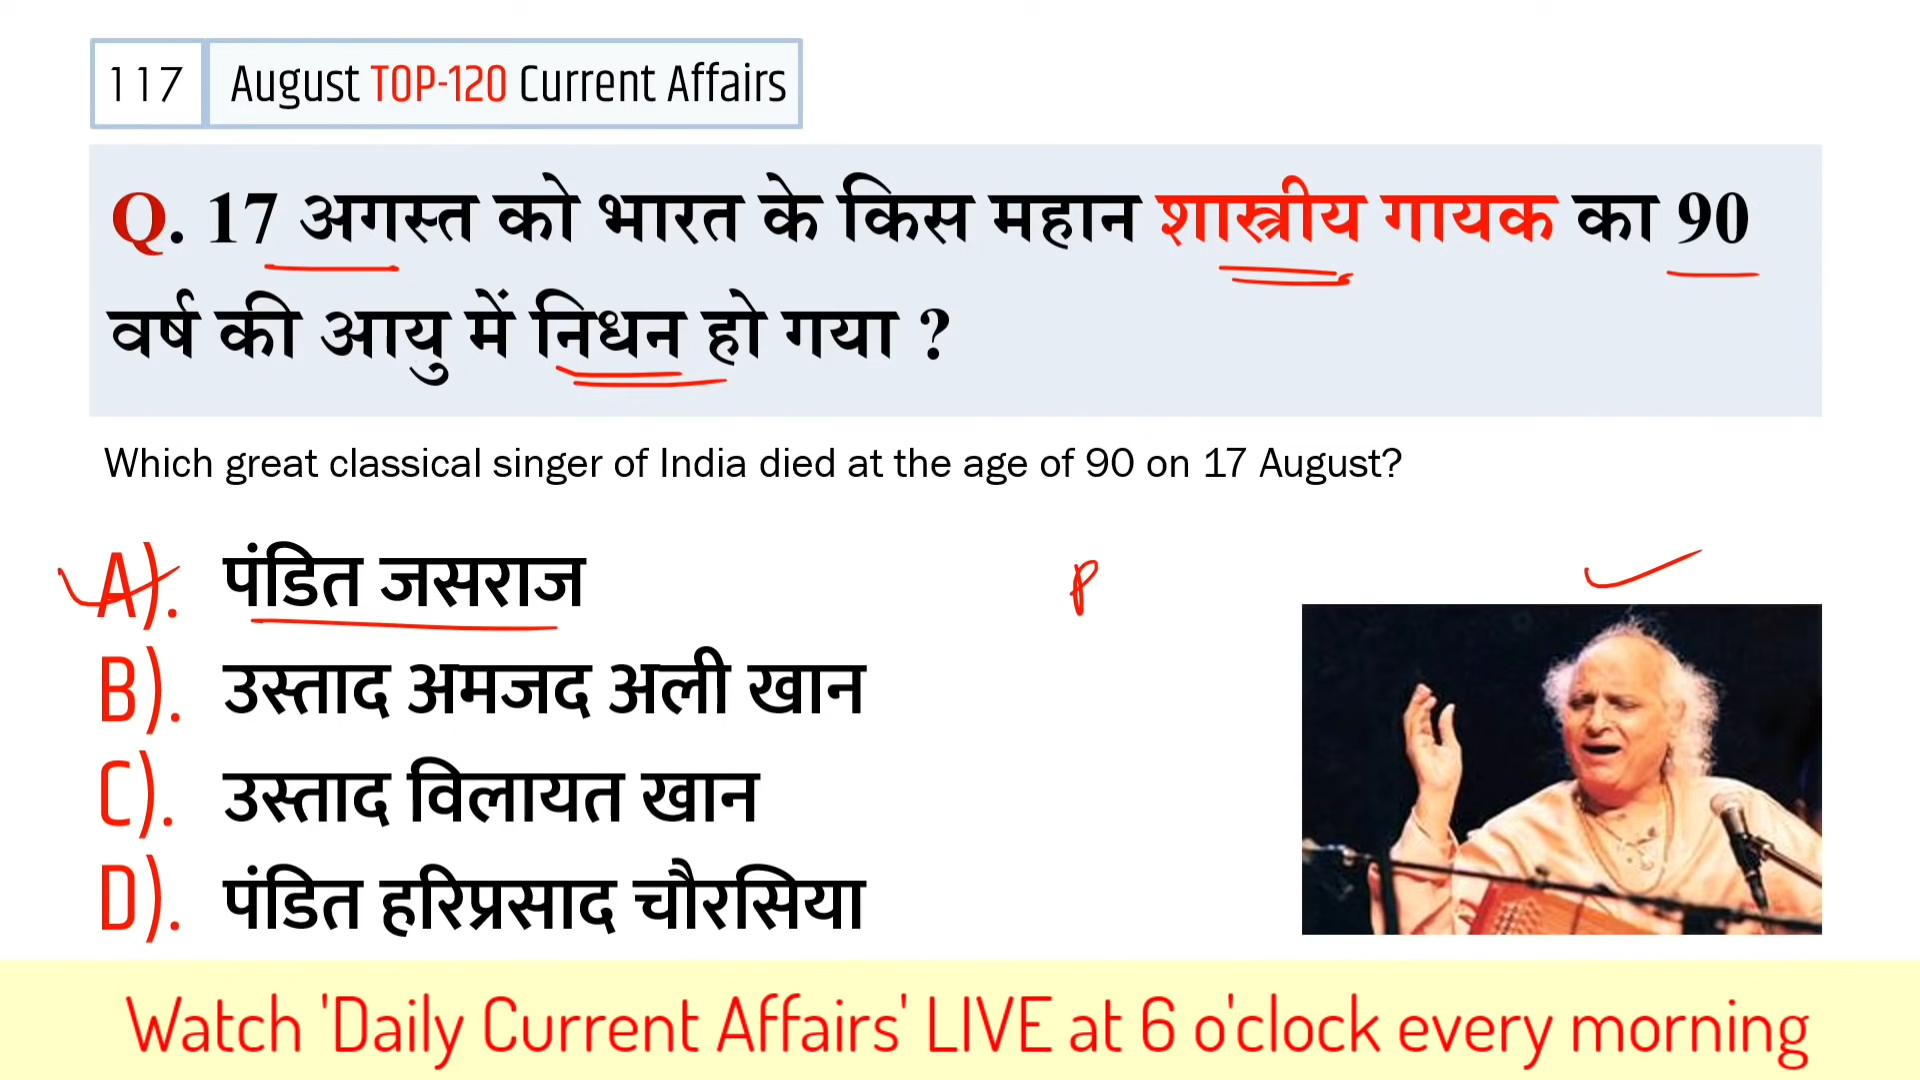 117 August TOP-120 Current Affairs
Q. 17 अगस्त को भारत के किस महान शास्त्रीय गायक का 90
वर्ष की आयु में निधन हो गया ?
Which great classical singer of India died at the age of 90 on 17 August?
A). पंडित जसराज
P
B). उस्ताद अमजद अली खान
C). उस्ताद विलायत खान
D). पंडित हरिप्रसाद चौरसिया
Watch 'Daily Current Affairs' LIVE at 6 o'clock every morning